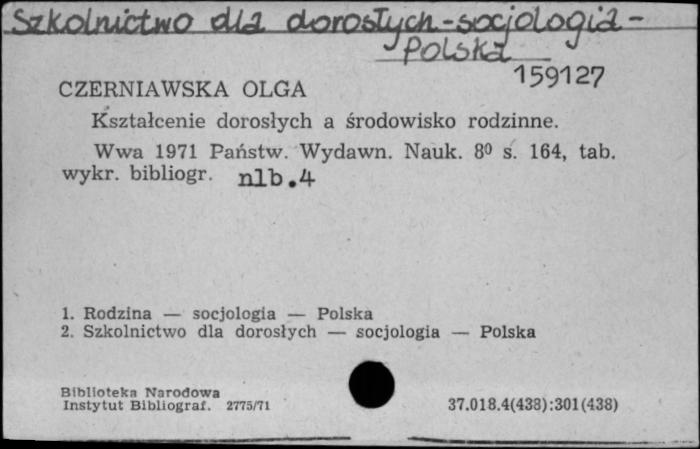 Szkolnictwo dla dorosłych-socjologia-
Polska
159127
CZERNIAWSKA OLGA
Kształcenie dorosłych a środowisko rodzinne.
Wwa 1971 Państw. Wydawn. Nauk. 8⁰ s. 164, tab.
wykr. bibliogr. nlb.4
1. Rodzina — socjologia — Polska
2. Szkolnictwo dla dorosłych — socjologia — Polska
Biblioteka Narodowa
Instytut Bibliograf. 2775/71
37.018.4(438):301(438)